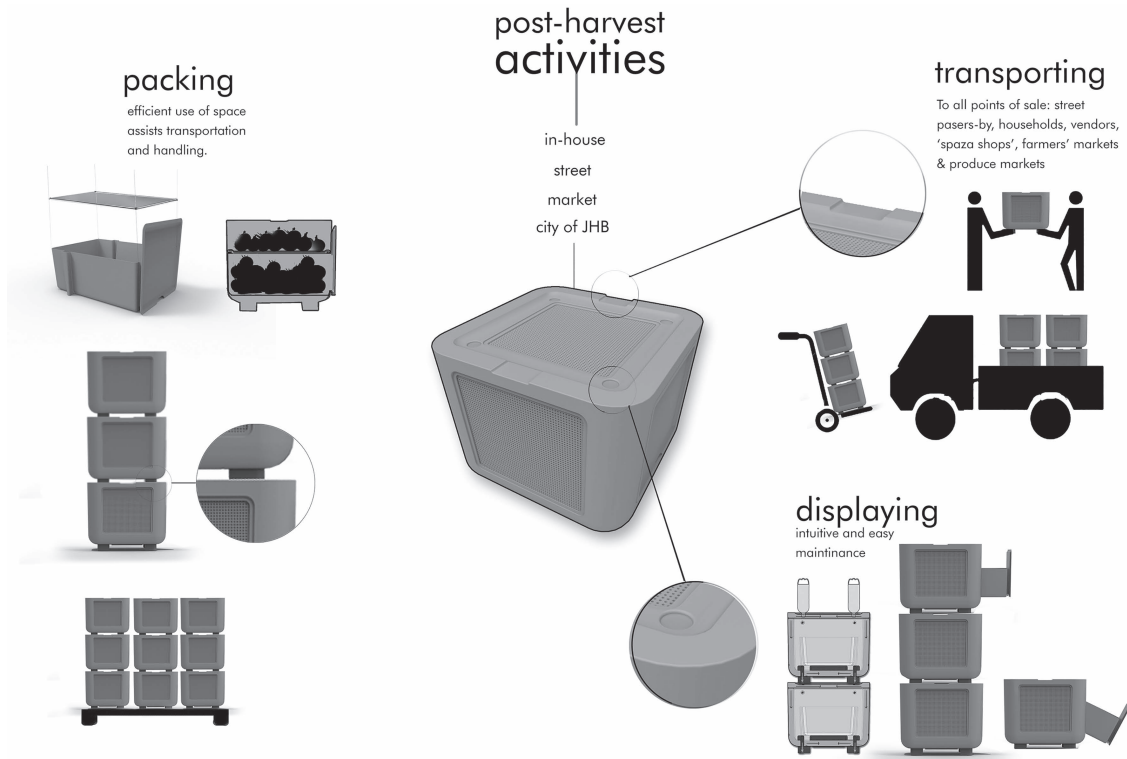 post-harvest
activities
in-house
street
market
city of JHB
packing
efficient use of space
assists transportation
and handling.
transporting
To all points of sale: street
pasers-by, households, vendors,
'spaza shops', farmers' markets
& produce markets
displaying
intuitive and easy
maintinance